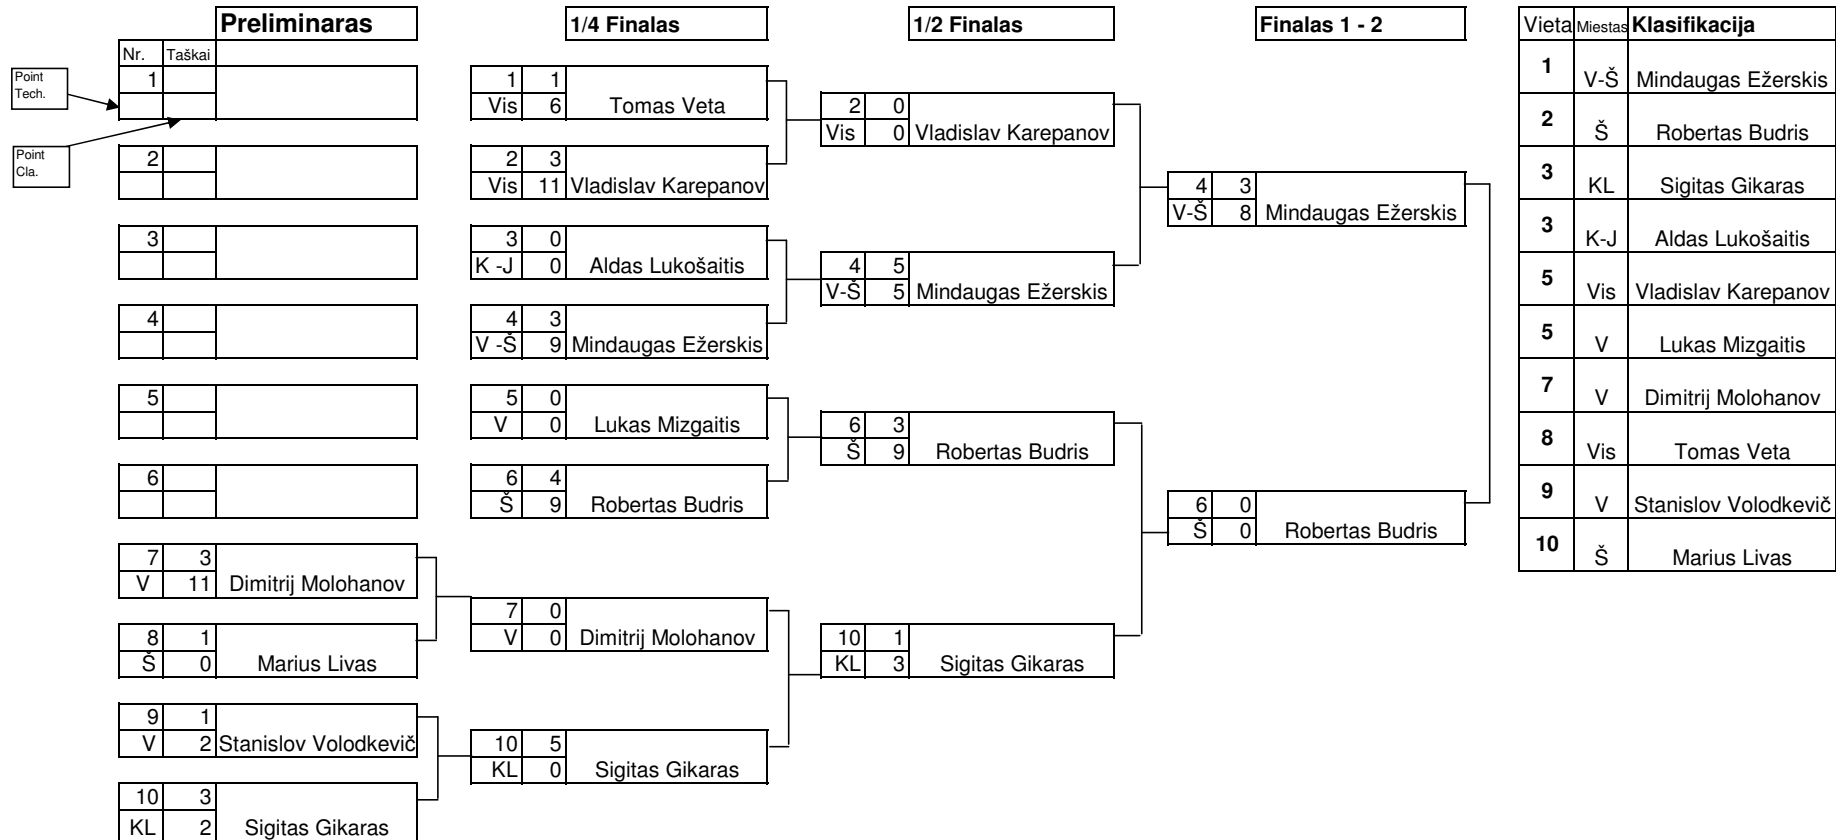 Preliminaras 1/4 Finalas 1/2 Finalas Finalas 1 - 2 Vieta Miestas Klasifikacija
Nr. Taškai
Point
Tech.
Point
Cla.
1
2
3
4
5
6
7 3
V 11 Dimitrij Molohanov
8 1
Š 0 Marius Livas
9 1
V 2 Stanislov Volodkevič
10 3
KL 2 Sigitas Gikaras
1 1
Vis 6 Tomas Veta
2 3
Vis 11 Vladislav Karepanov
3 0
K -J 0 Aldas Lukošaitis
4 3
V -Š 9 Mindaugas Ežerskis
5 0
V 0 Lukas Mizgaitis
6 4
Š 9 Robertas Budris
7 0
V 0 Dimitrij Molohanov
10 5
KL 0 Sigitas Gikaras
2 0
Vis 0 Vladislav Karepanov
4 5
V-Š 5 Mindaugas Ežerskis
6 3
Š 9 Robertas Budris
10 1
KL 3 Sigitas Gikaras
4 3
V-Š 8 Mindaugas Ežerskis
6 0
Š 0 Robertas Budris
1 V-Š Mindaugas Ežerskis
2 Š Robertas Budris
3 KL Sigitas Gikaras
3 K-J Aldas Lukošaitis
5 Vis Vladislav Karepanov
5 V Lukas Mizgaitis
7 V Dimitrij Molohanov
8 Vis Tomas Veta
9 V Stanislov Volodkevič
10 Š Marius Livas